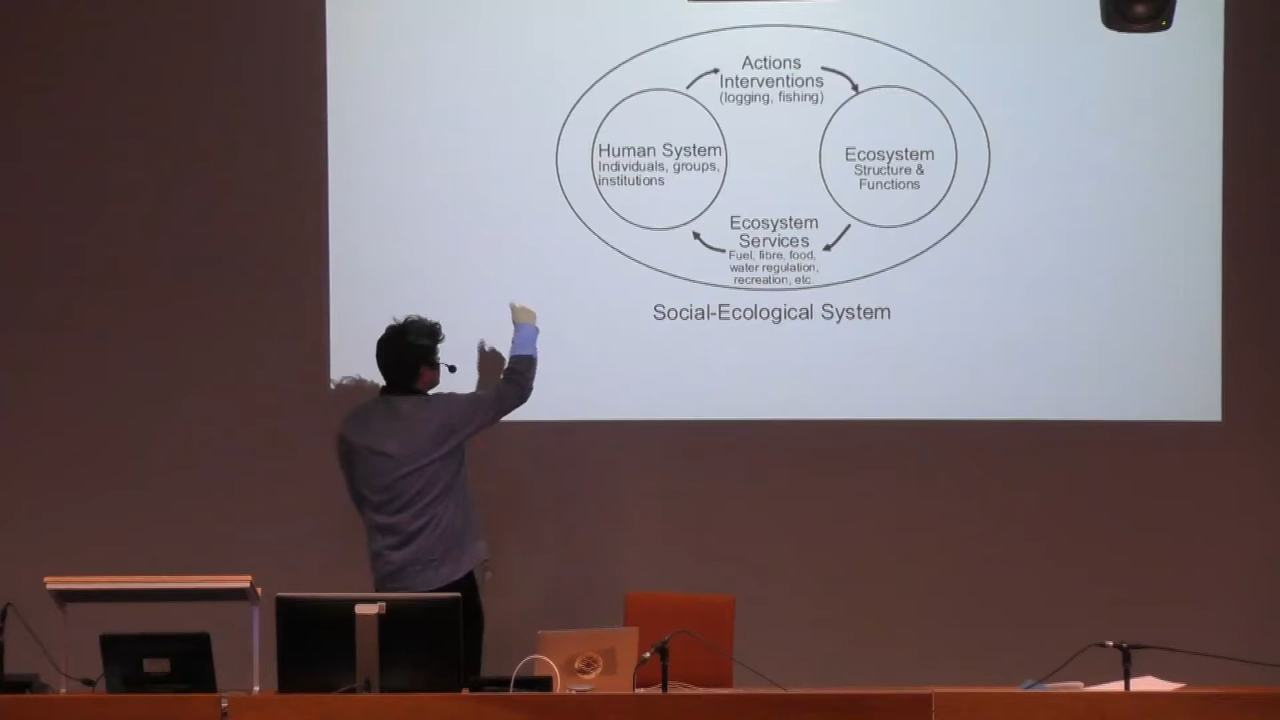 Actions
Interventions
(logging, fishing)
Human System
Individuals, groups,
institutions
Ecosystem
Structure &
Functions
Ecosystem
Services
Fuel, fibre, food,
water regulation,
recreation, etc
Social-Ecological System